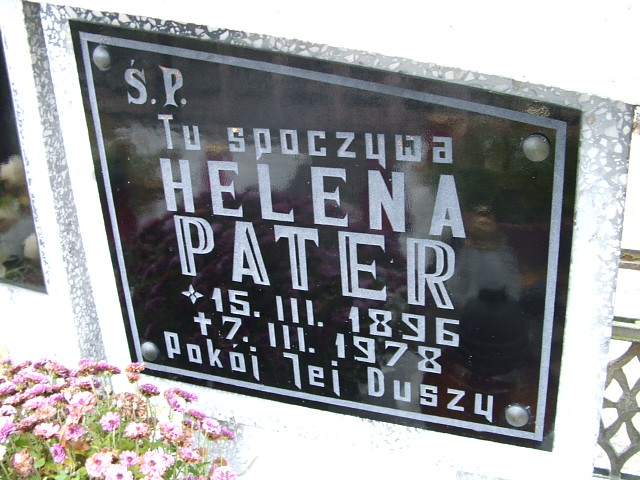 Ś.P.
Tu spoczywa
HELENA
PATER
15. III. 1896
✝ 7. III. 1978
Pokój Jej Duszy